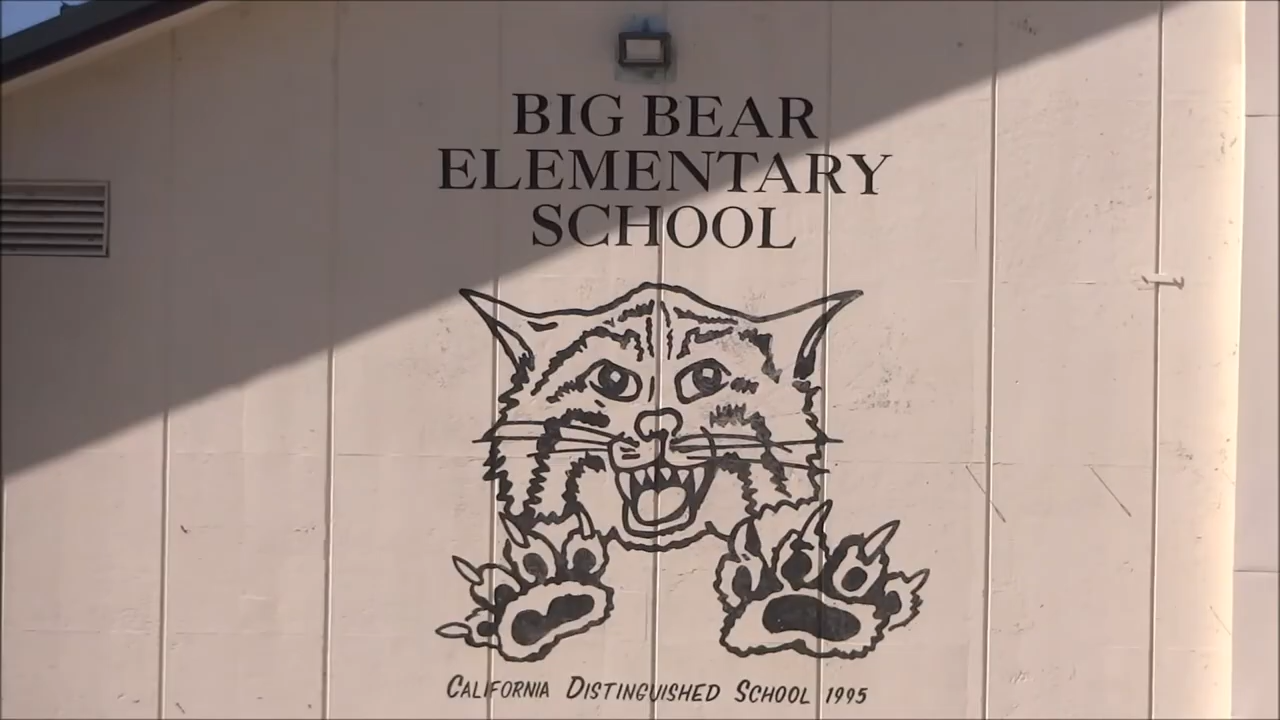 BIG BEAR
ELEMENTARY
SCHOOL
CALIFORNIA DISTINGUISHED SCHOOL 1995